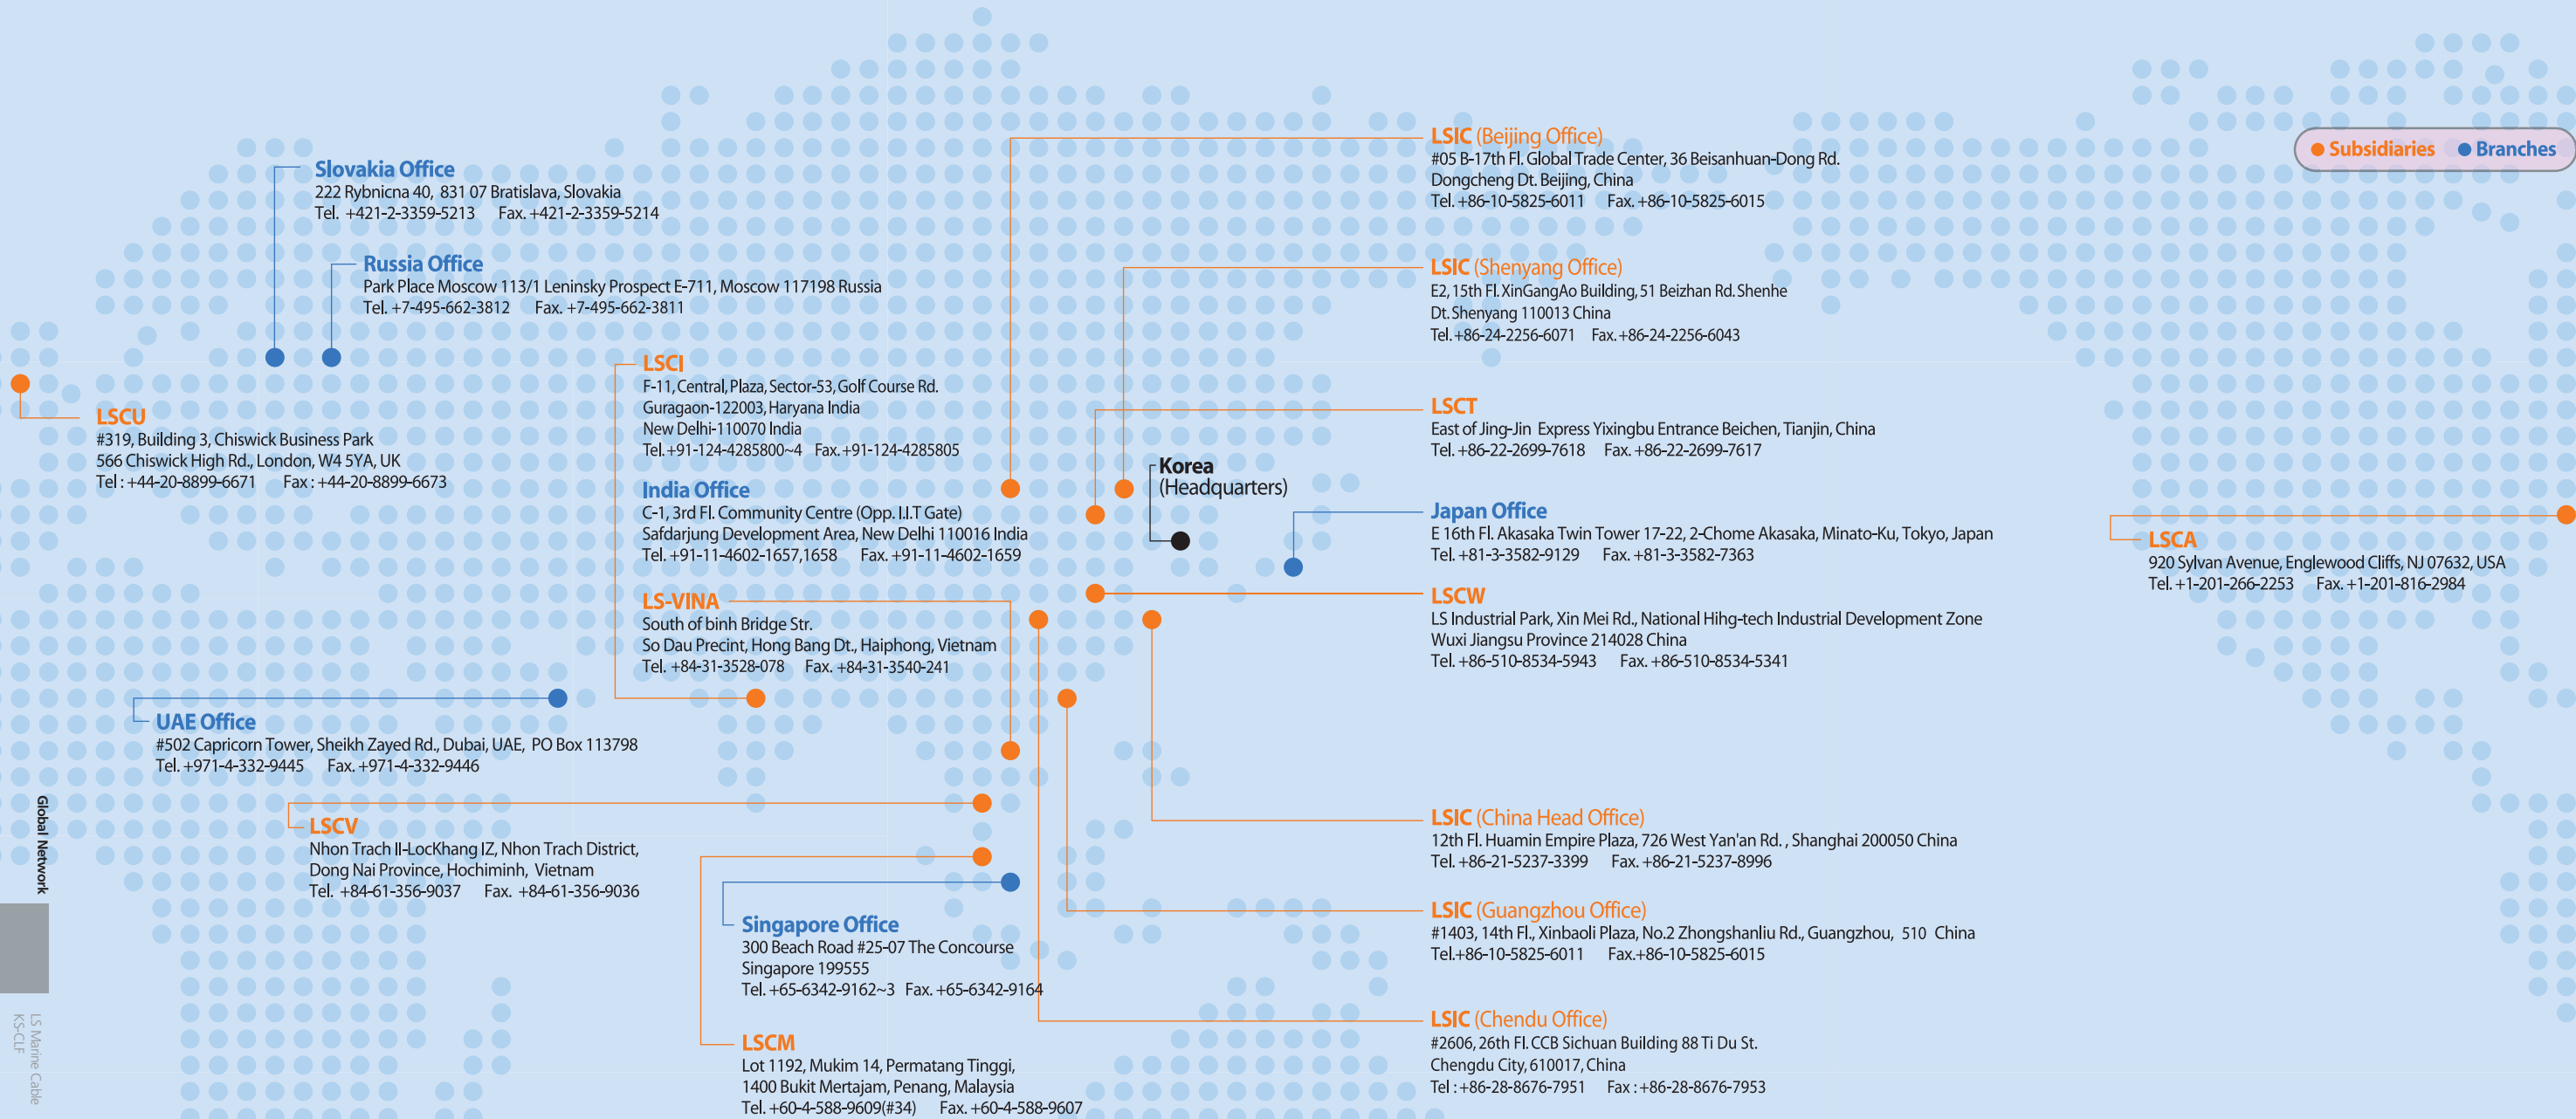 Subsidiaries Branches
Slovakia Office
222 Rybnicna 40, 831 07 Bratislava, Slovakia
Tel. +421-2-3359-5213 Fax. +421-2-3359-5214
Russia Office
Park Place Moscow 113/1 Leninsky Prospect E-711, Moscow 117198 Russia
Tel. +7-495-662-3812 Fax. +7-495-662-3811
LSCU
#319, Building 3, Chiswick Business Park
566 Chiswick High Rd., London, W4 5YA, UK
Tel : +44-20-8899-6671 Fax : +44-20-8899-6673
LSCI
F-11, Central, Plaza, Sector-53, Golf Course Rd.
Guragaon-122003, Haryana India
New Delhi-110070 India
Tel. +91-124-4285800~4 Fax. +91-124-4285805
India Office
C-1, 3rd Fl. Community Centre (Opp. I.I.T Gate)
Safdarjung Development Area, New Delhi 110016 India
Tel. +91-11-4602-1657,1658 Fax. +91-11-4602-1659
LS-VINA
South of binh Bridge Str.
So Dau Precint, Hong Bang Dt., Haiphong, Vietnam
Tel. +84-31-3528-078 Fax. +84-31-3540-241
UAE Office
#502 Capricorn Tower, Sheikh Zayed Rd., Dubai, UAE, PO Box 113798
Tel. +971-4-332-9445 Fax. +971-4-332-9446
LSCV
Nhon Trach II-LocKhang IZ, Nhon Trach District,
Dong Nai Province, Hochiminh, Vietnam
Tel. +84-61-356-9037 Fax. +84-61-356-9036
Singapore Office
300 Beach Road #25-07 The Concourse
Singapore 199555
Tel. +65-6342-9162~3 Fax. +65-6342-9164
LSCM
Lot 1192, Mukim 14, Permatang Tinggi,
1400 Bukit Mertajam, Penang, Malaysia
Tel. +60-4-588-9609(#34) Fax. +60-4-588-9607
Korea
(Headquarters)
LSIC (Beijing Office)
#05 B-17th Fl. Global Trade Center, 36 Beisanhuan-Dong Rd.
Dongcheng Dt. Beijing, China
Tel. +86-10-5825-6011 Fax. +86-10-5825-6015
LSIC (Shenyang Office)
E2, 15th Fl. XinGangAo Building, 51 Beizhan Rd. Shenhe
Dt. Shenyang 110013 China
Tel. +86-24-2256-6071 Fax. +86-24-2256-6043
LSCT
East of Jing-Jin Express Yixingbu Entrance Beichen, Tianjin, China
Tel. +86-22-2699-7618 Fax. +86-22-2699-7617
Japan Office
E 16th Fl. Akasaka Twin Tower 17-22, 2-Chome Akasaka, Minato-Ku, Tokyo, Japan
Tel. +81-3-3582-9129 Fax. +81-3-3582-7363
LSCW
LS Industrial Park, Xin Mei Rd., National Hihg-tech Industrial Development Zone
Wuxi Jiangsu Province 214028 China
Tel. +86-510-8534-5943 Fax. +86-510-8534-5341
LSIC (China Head Office)
12th Fl. Huamin Empire Plaza, 726 West Yan'an Rd. , Shanghai 200050 China
Tel. +86-21-5237-3399 Fax. +86-21-5237-8996
LSIC (Guangzhou Office)
#1403, 14th Fl., Xinbaoli Plaza, No.2 Zhongshanliu Rd., Guangzhou, 510 China
Tel.+86-10-5825-6011 Fax.+86-10-5825-6015
LSIC (Chendu Office)
#2606, 26th Fl. CCB Sichuan Building 88 Ti Du St.
Chengdu City, 610017, China
Tel : +86-28-8676-7951 Fax : +86-28-8676-7953
LSCA
920 Sylvan Avenue, Englewood Cliffs, NJ 07632, USA
Tel. +1-201-266-2253 Fax. +1-201-816-2984
Global Network
LS Marine Cable
KS-CLF